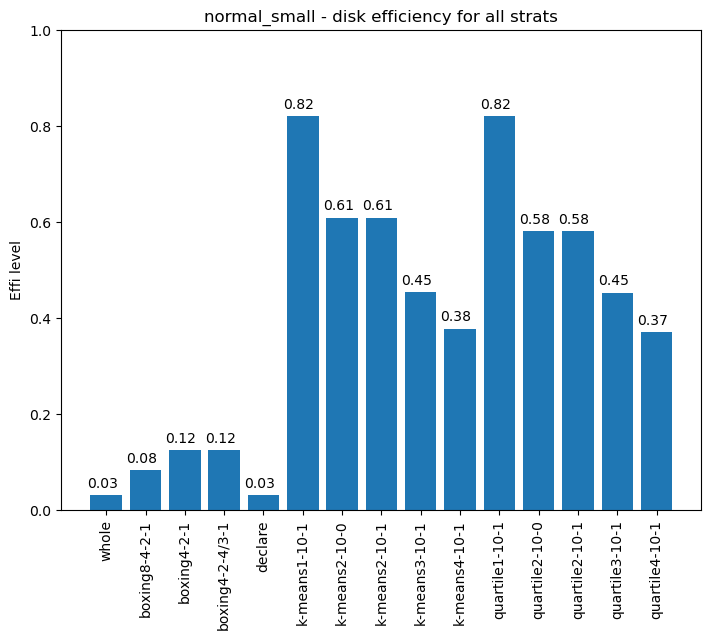 normal_small - disk efficiency for all strats
Effi level
1.0
0.8
0.6
0.4
0.2
0.0
0.03
0.08
0.12
0.12
0.03
0.82
0.61
0.61
0.45
0.38
0.82
0.58
0.58
0.45
0.37
whole
boxing8-4-2-1
boxing4-2-1
boxing4-2-4/3-1
declare
k-means1-10-1
k-means2-10-0
k-means2-10-1
k-means3-10-1
k-means4-10-1
quartile1-10-1
quartile2-10-0
quartile2-10-1
quartile3-10-1
quartile4-10-1